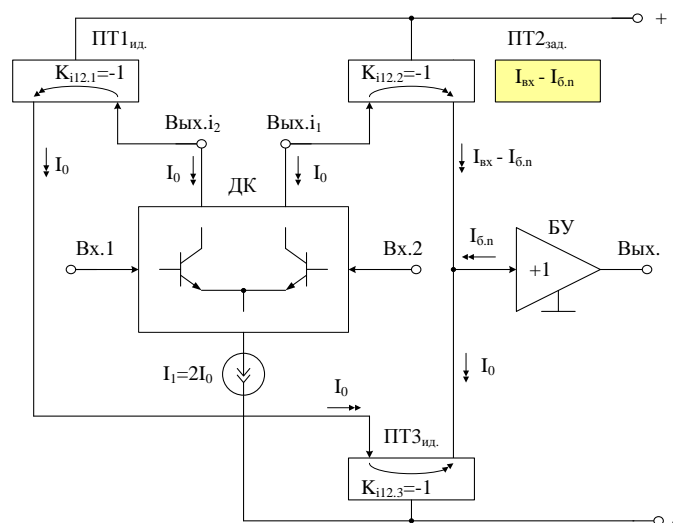 ПТ1ид.
+
ПТ2зад.
Ki12.1=-1
Ki12.2=-1
Iвх - Iб.п
Вых.i2
Вых.i1
I0
I0
I0
Iвх - Iб.п
ДК
БУ
Iб.п
Вых.
Вх.1
Вх.2
+1
I1=2I0
I0
I0
ПТ3ид.
Ki12.3=-1